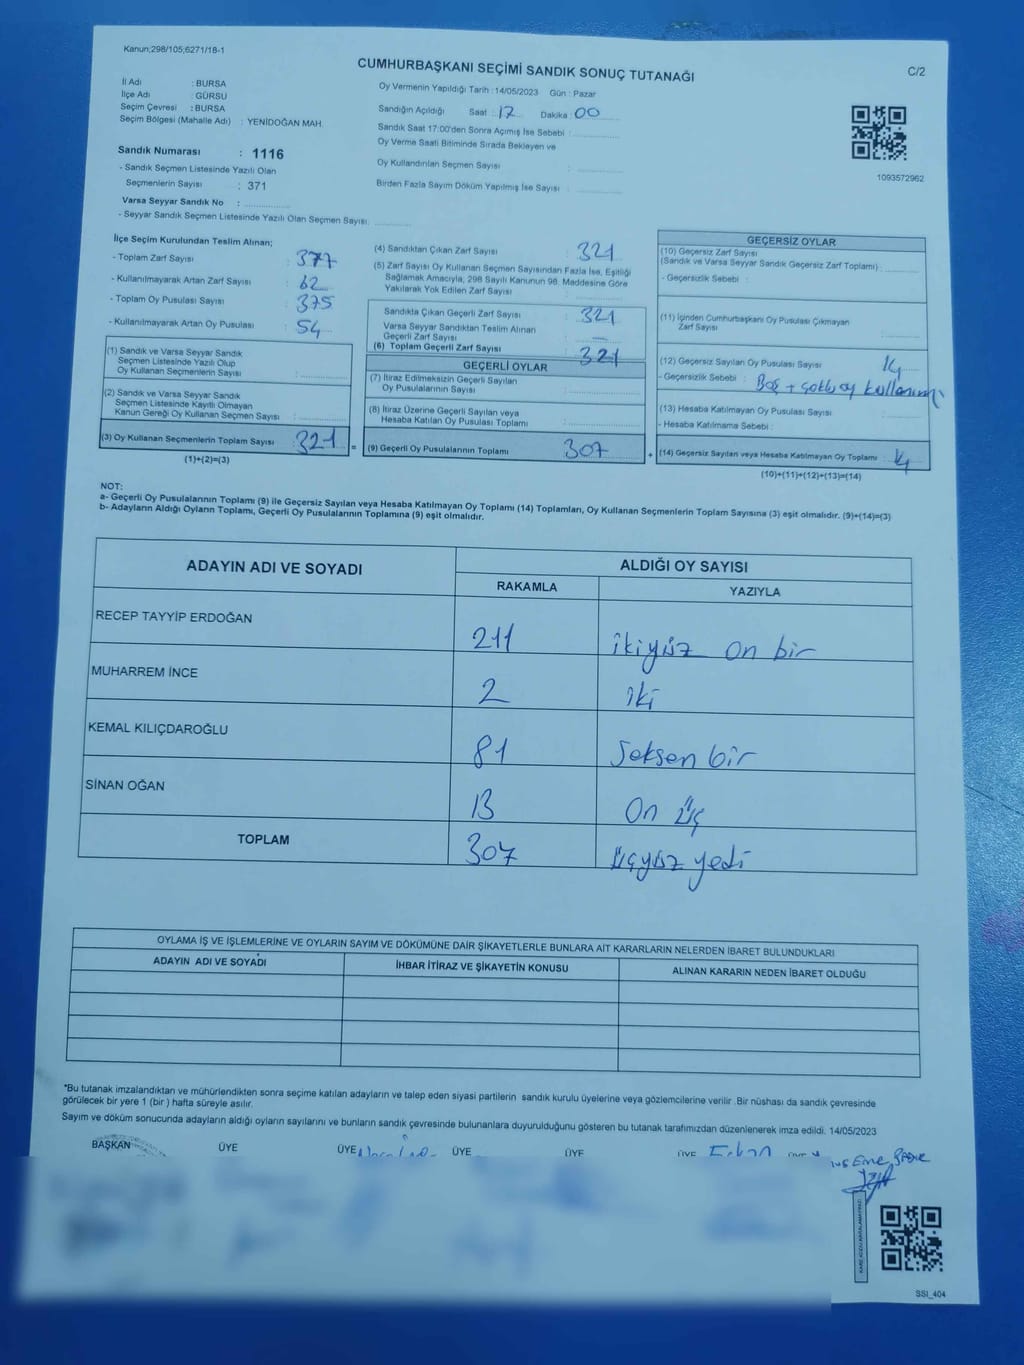 Kanun;298/105;6271/18-1
CUMHURBAŞKANI SEÇİMİ SANDIK SONUÇ TUTANAĞI
C/2
İl Adı : BURSA
İlçe Adı : GÜRSU
Seçim Çevresi : BURSA
Seçim Bölgesi (Mahalle Adı) : YENİDOĞAN MAH.
Sandık Numarası : 1116
- Sandık Seçmen Listesinde Yazılı Olan
Seçmenlerin Sayısı : 371
Varsa Seyyar Sandık No :
- Seyyar Sandık Seçmen Listesinde Yazılı Olan Seçmen Sayısı:
Oy Vermenin Yapıldığı Tarih : 14/05/2023 Gün : Pazar
Sandığın Açıldığı Saat : 17 Dakika : 00
Sandık Saat 17:00'den Sonra Açımış İse Sebebi :
Oy Verme Saati Bitiminde Sırada Bekleyen ve
Oy Kullandırılan Seçmen Sayısı :
Birden Fazla Sayım Döküm Yapılmış İse Sayısı :
1093572962
İlçe Seçim Kurulundan Teslim Alınan;
- Toplam Zarf Sayısı : 377
- Kullanılmayarak Artan Zarf Sayısı : 62
- Toplam Oy Pusulası Sayısı : 375
- Kullanılmayarak Artan Oy Pusulası : 54
(1) Sandık ve Varsa Seyyar Sandık
Seçmen Listesinde Yazılı Olup
Oy Kullanan Seçmenlerin Sayısı :
(2) Sandık ve Varsa Seyyar Sandık
Seçmen Listesinde Kayıtlı Olmayan
Kanun Gereği Oy Kullanan Seçmen Sayısı :
(3) Oy Kullanan Seçmenlerin Toplam Sayısı : 321
(1)+(2)=(3)
(4) Sandıktan Çıkan Zarf Sayısı : 321
(5) Zarf Sayısı Oy Kullanan Seçmen Sayısından Fazla İse, Eşitliği
Sağlamak Amacıyla, 298 Sayılı Kanunun 98. Maddesine Göre
Yakılarak Yok Edilen Zarf Sayısı :
Sandıkta Çıkan Geçerli Zarf Sayısı : 321
Varsa Seyyar Sandıktan Teslim Alınan
Geçerli Zarf Sayısı : —
(6) Toplam Geçerli Zarf Sayısı : 321
GEÇERLİ OYLAR
(7) İtiraz Edilmeksizin Geçerli Sayılan
Oy Pusulalarının Sayısı :
(8) İtiraz Üzerine Geçerli Sayılan veya
Hesaba Katılan Oy Pusulası Toplamı :
= (9) Geçerli Oy Pusulalarının Toplamı : 307 +
GEÇERSİZ OYLAR
(10) Geçersiz Zarf Sayısı
(Sandık ve Varsa Seyyar Sandık Geçersiz Zarf Toplamı) :
- Geçersizlik Sebebi :
(11) İçinden Cumhurbaşkanı Oy Pusulası Çıkmayan
Zarf Sayısı :
(12) Geçersiz Sayılan Oy Pusulası Sayısı : 14
- Geçersizlik Sebebi : Boş + çoklu oy kullanımı
(13) Hesaba Katılmayan Oy Pusulası Sayısı :
- Hesaba Katılmama Sebebi :
(14) Geçersiz Sayılan veya Hesaba Katılmayan Oy Toplamı : 14
(10)+(11)+(12)+(13)=(14)
NOT:
a- Geçerli Oy Pusulalarının Toplamı (9) ile Geçersiz Sayılan veya Hesaba Katılmayan Oy Toplamı (14) Toplamları, Oy Kullanan Seçmenlerin Toplam Sayısına (3) eşit olmalıdır. (9)+(14)=(3)
b- Adayların Aldığı Oyların Toplamı, Geçerli Oy Pusulalarının Toplamına (9) eşit olmalıdır.
ADAYIN ADI VE SOYADI ALDIĞI OY SAYISI
RAKAMLA YAZIYLA
RECEP TAYYİP ERDOĞAN 211 ikiyüz on bir
MUHARREM İNCE 2 iki
KEMAL KILIÇDAROĞLU 81 Seksen bir
SİNAN OĞAN 13 On üç
TOPLAM 307 üçyüz yedi
OYLAMA İŞ VE İŞLEMLERİNE VE OYLARIN SAYIM VE DÖKÜMÜNE DAİR ŞİKAYETLERLE BUNLARA AİT KARARLARIN NELERDEN İBARET BULUNDUKLARI
ADAYIN ADI VE SOYADI İHBAR İTİRAZ VE ŞİKAYETİN KONUSU ALINAN KARARIN NEDEN İBARET OLDUĞU
*Bu tutanak imzalandıktan ve mühürlendikten sonra seçime katılan adayların ve talep eden siyasi partilerin sandık kurulu üyelerine veya gözlemcilerine verilir .Bir nüshası da sandık çevresinde
görülecek bir yere 1 (bir ) hafta süreyle asılır.
Sayım ve döküm sonucunda adayların aldığı oyların sayılarını ve bunların sandık çevresinde bulunanlara duyurulduğunu gösteren bu tutanak tarafımızdan düzenlenerek imza edildi. 14/05/2023
BAŞKAN ÜYE ÜYE ÜYE ÜYE ÜYE
SSI_404